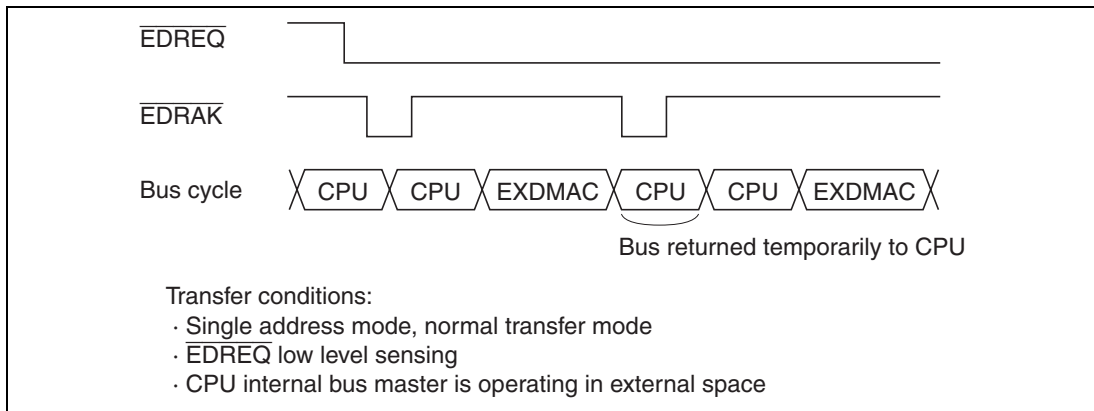 EDREQ
EDRAK
Bus cycle CPU CPU EXDMAC CPU CPU EXDMAC
Bus returned temporarily to CPU
Transfer conditions:
· Single address mode, normal transfer mode
· EDREQ low level sensing
· CPU internal bus master is operating in external space